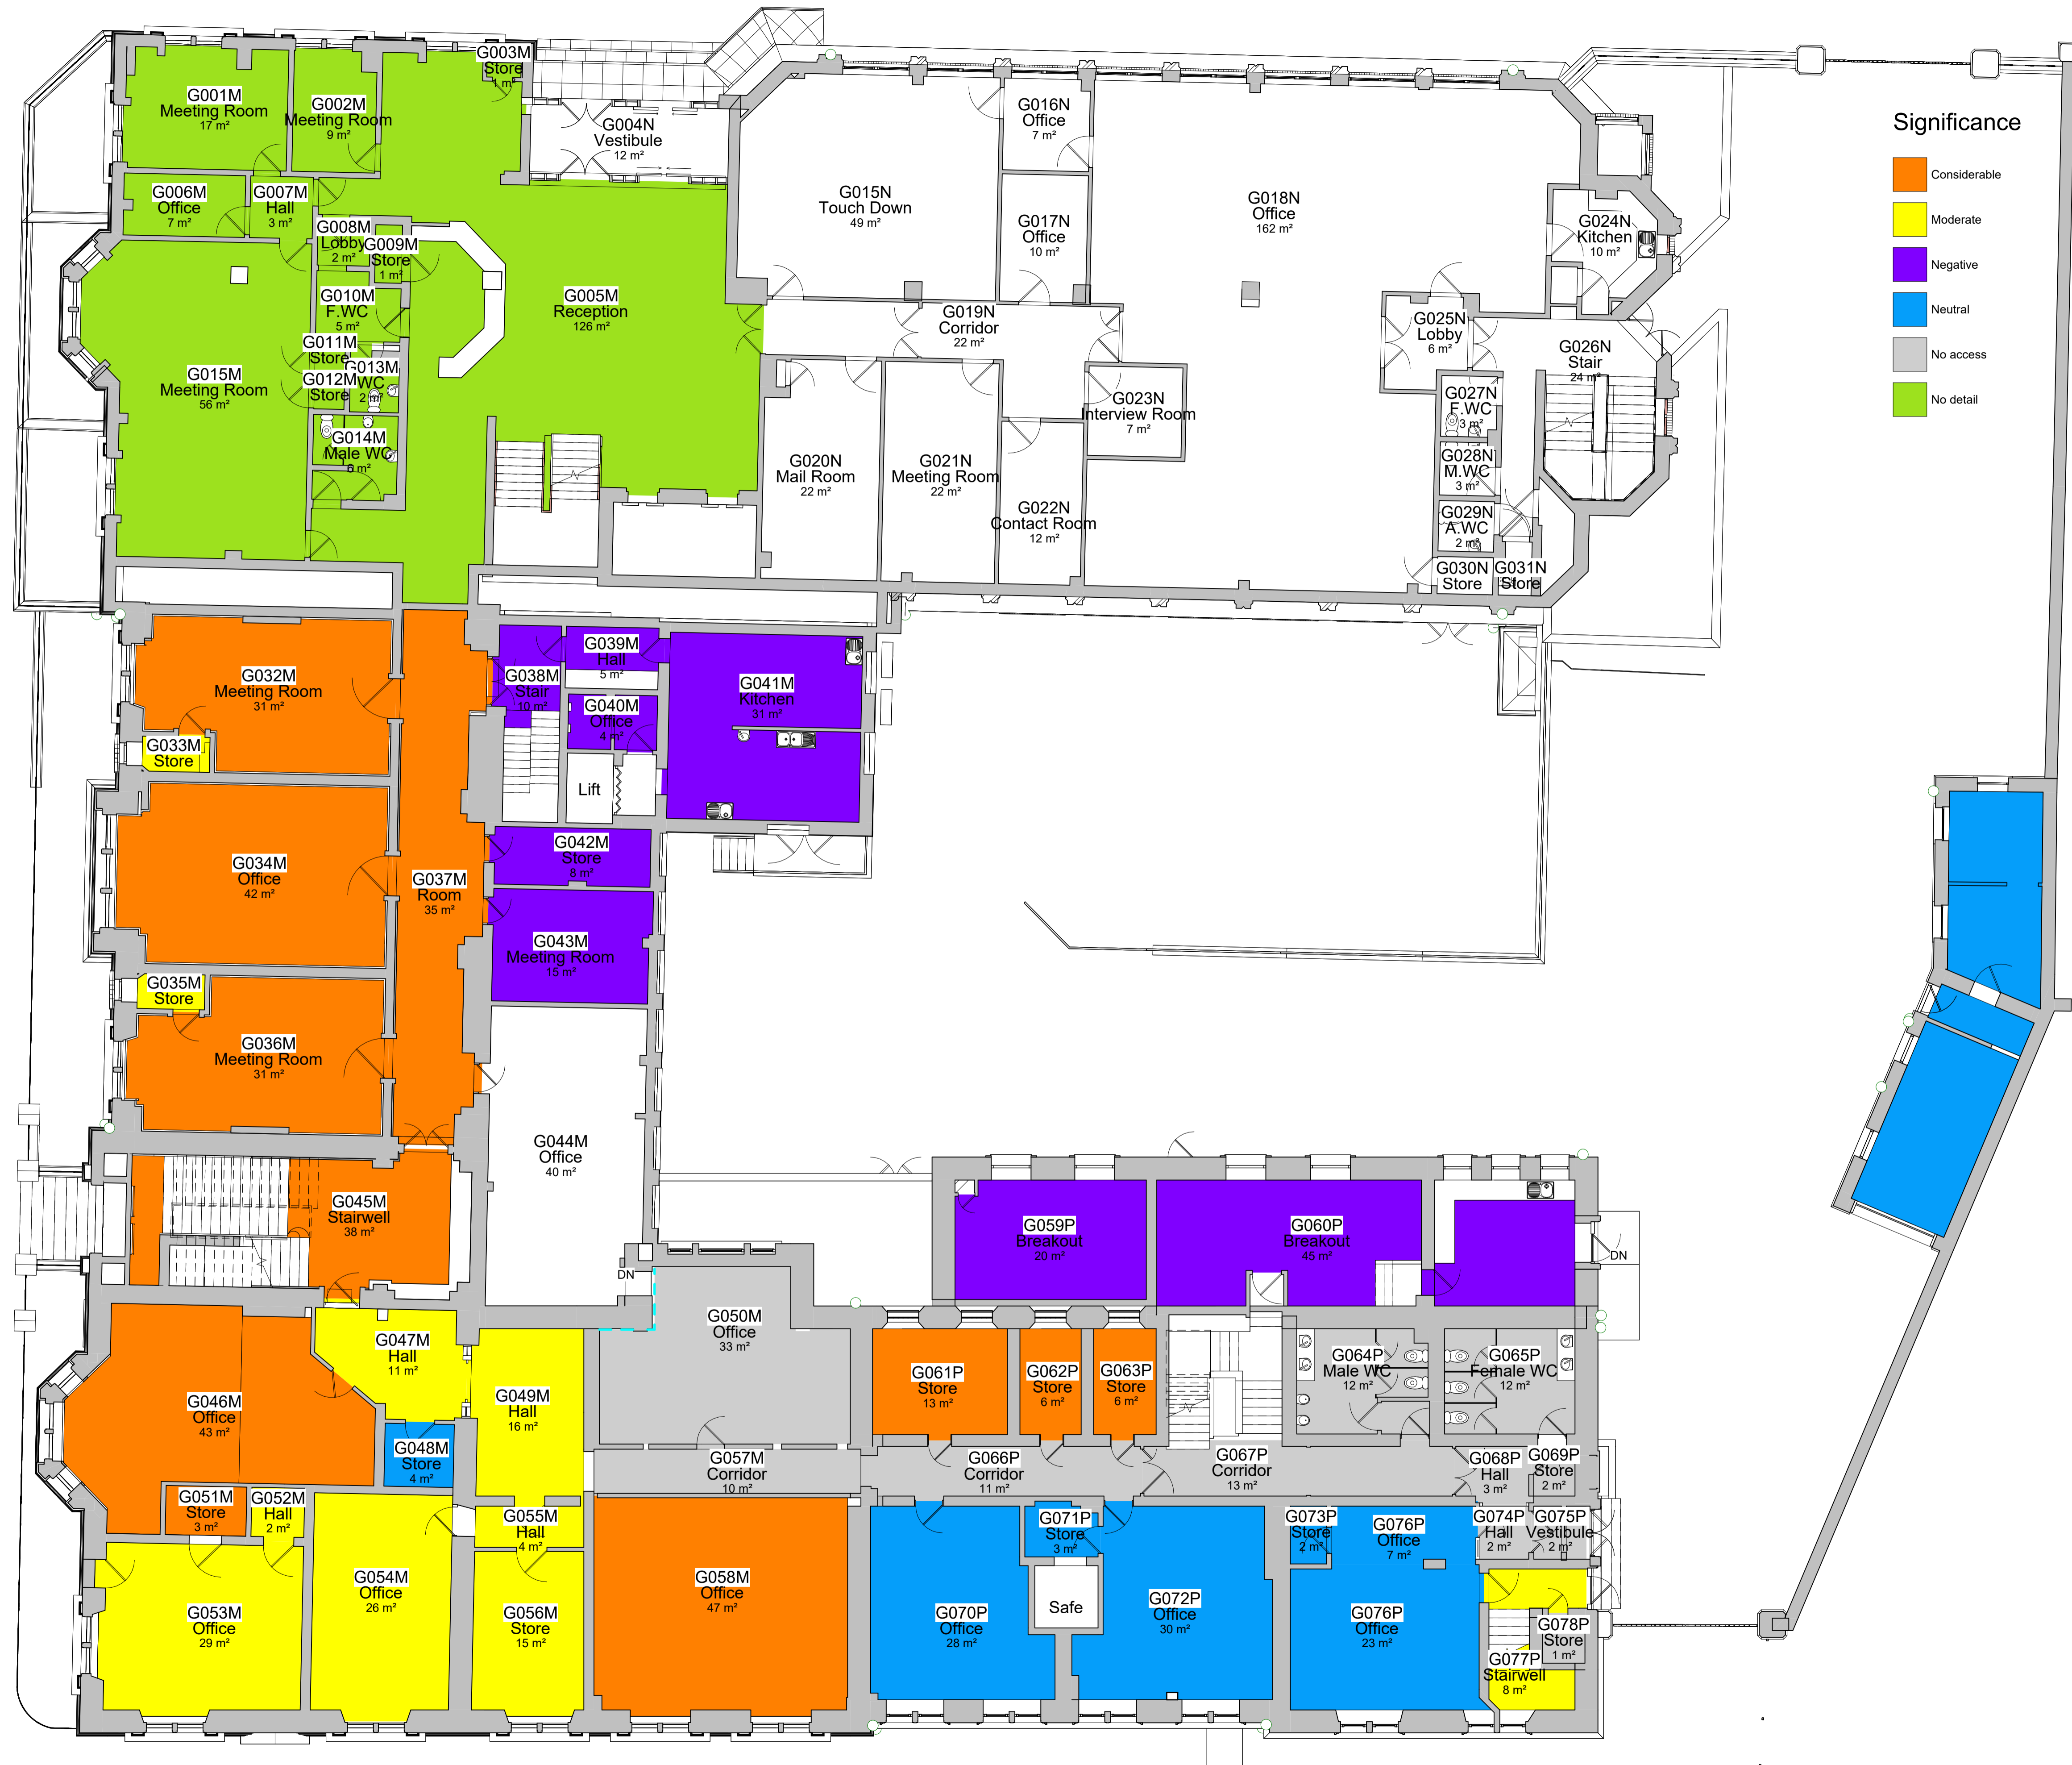 G001M
Meeting Room
17 m²
G002M
Meeting Room
9 m²
G003M
Store
1 m²
G004N
Vestibule
12 m²
G005M
Reception
126 m²
G006M
Office
7 m²
G007M
Hall
3 m²
G008M
Lobby
2 m²
G009M
Store
1 m²
G010M
F.WC
5 m²
G011M
Store
G012M
Store
G013M
WC
2 m²
G014M
Male WC
6 m²
G015M
Meeting Room
56 m²
G015N
Touch Down
49 m²
G016N
Office
7 m²
G017N
Office
10 m²
G018N
Office
162 m²
G019N
Corridor
22 m²
G020N
Mail Room
22 m²
G021N
Meeting Room
22 m²
G022N
Contact Room
12 m²
G023N
Interview Room
7 m²
G024N
Kitchen
10 m²
G025N
Lobby
6 m²
G026N
Stair
24 m²
G027N
F.WC
3 m²
G028N
M.WC
3 m²
G029N
A.WC
2 m²
G030N
Store
G031N
Store
Significance
Considerable
Moderate
Negative
Neutral
No access
No detail
G032M
Meeting Room
31 m²
G033M
Store
G034M
Office
42 m²
G035M
Store
G036M
Meeting Room
31 m²
G037M
Room
35 m²
G038M
Stair
10 m²
G039M
Hall
5 m²
G040M
Office
4 m²
Lift
G041M
Kitchen
31 m²
G042M
Store
8 m²
G043M
Meeting Room
15 m²
G044M
Office
40 m²
G045M
Stairwell
38 m²
G046M
Office
43 m²
G047M
Hall
11 m²
G048M
Store
4 m²
G049M
Hall
16 m²
DN
G050M
Office
33 m²
G051M
Store
3 m²
G052M
Hall
2 m²
G053M
Office
29 m²
G054M
Office
26 m²
G055M
Hall
4 m²
G056M
Store
15 m²
G057M
Corridor
10 m²
G058M
Office
47 m²
G059P
Breakout
20 m²
G060P
Breakout
45 m²
DN
G061P
Store
13 m²
G062P
Store
6 m²
G063P
Store
6 m²
G064P
Male WC
12 m²
G065P
Female WC
12 m²
G066P
Corridor
11 m²
G067P
Corridor
13 m²
G068P
Hall
3 m²
G069P
Store
2 m²
G070P
Office
28 m²
G071P
Store
3 m²
Safe
G072P
Office
30 m²
G073P
Store
2 m²
G076P
Office
7 m²
G074P
Hall
2 m²
G075P
Vestibule
2 m²
G076P
Office
23 m²
G077P
Stairwell
8 m²
G078P
Store
1 m²